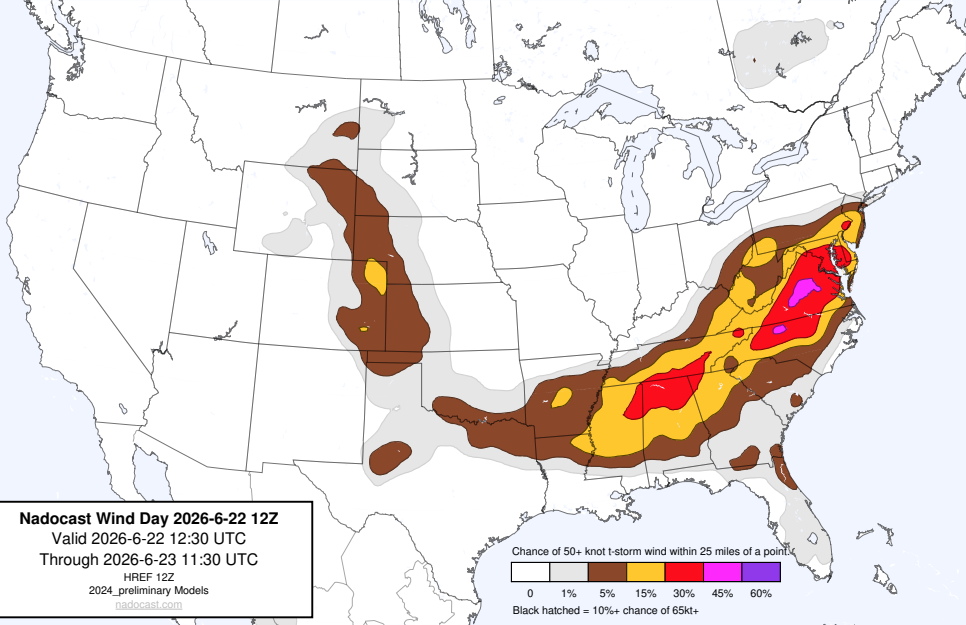 Nadocast Wind Day 2026-6-22 12Z
Valid 2026-6-22 12:30 UTC
Through 2026-6-23 11:30 UTC
HREF 12Z
2024_preliminary Models
nadocast.com
Chance of 50+ knot t-storm wind within 25 miles of a point.
0 1% 5% 15% 30% 45% 60%
Black hatched = 10%+ chance of 65kt+